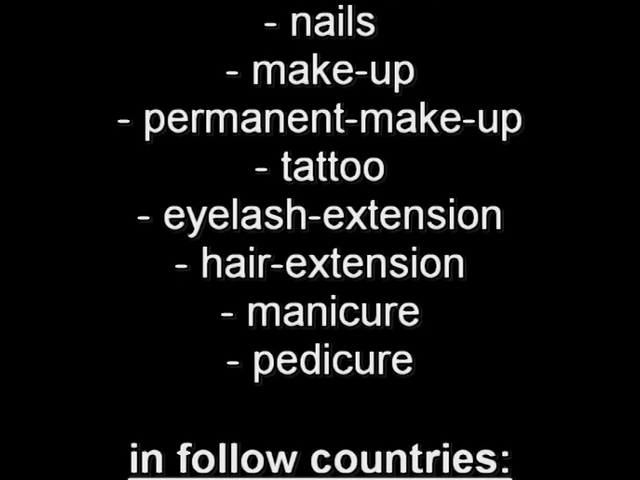 - nails
- make-up
- permanent-make-up
- tattoo
- eyelash-extension
- hair-extension
- manicure
- pedicure
in follow countries: